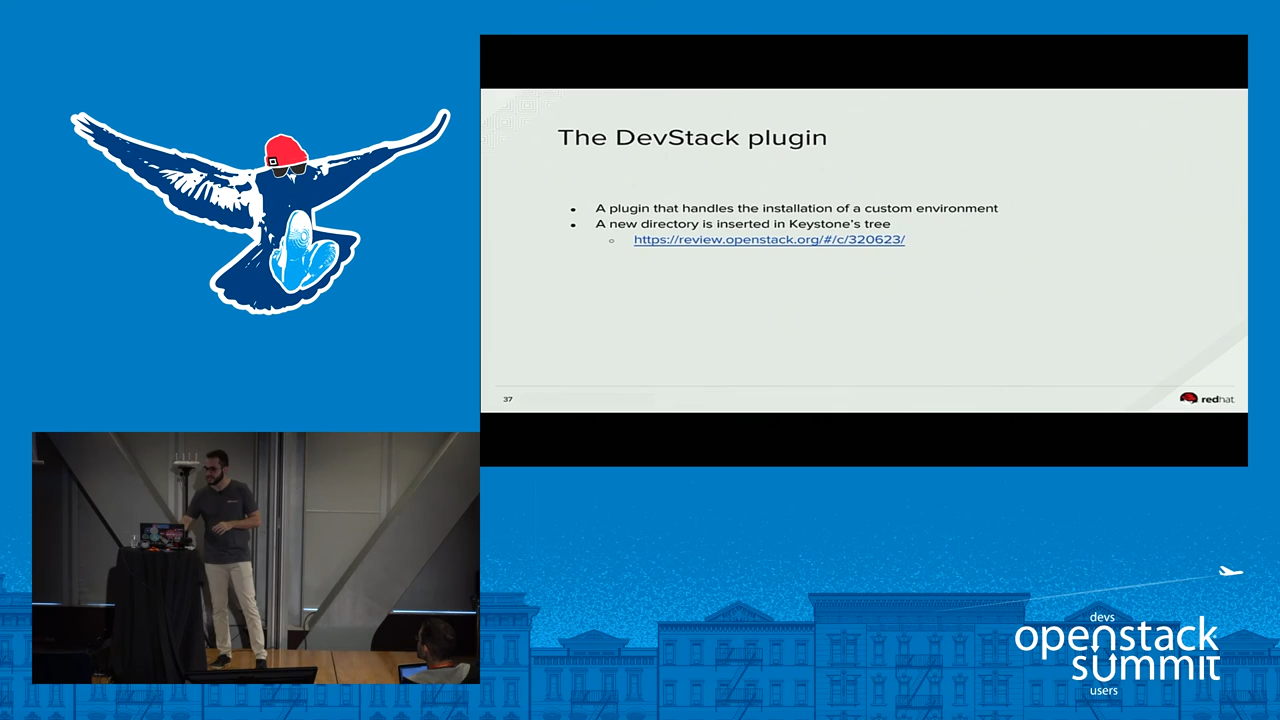 The DevStack plugin
• A plugin that handles the installation of a custom environment
• A new directory is inserted in Keystone's tree
○ https://review.openstack.org/#/c/320623/
37
redhat
devs
openstack
summit
users